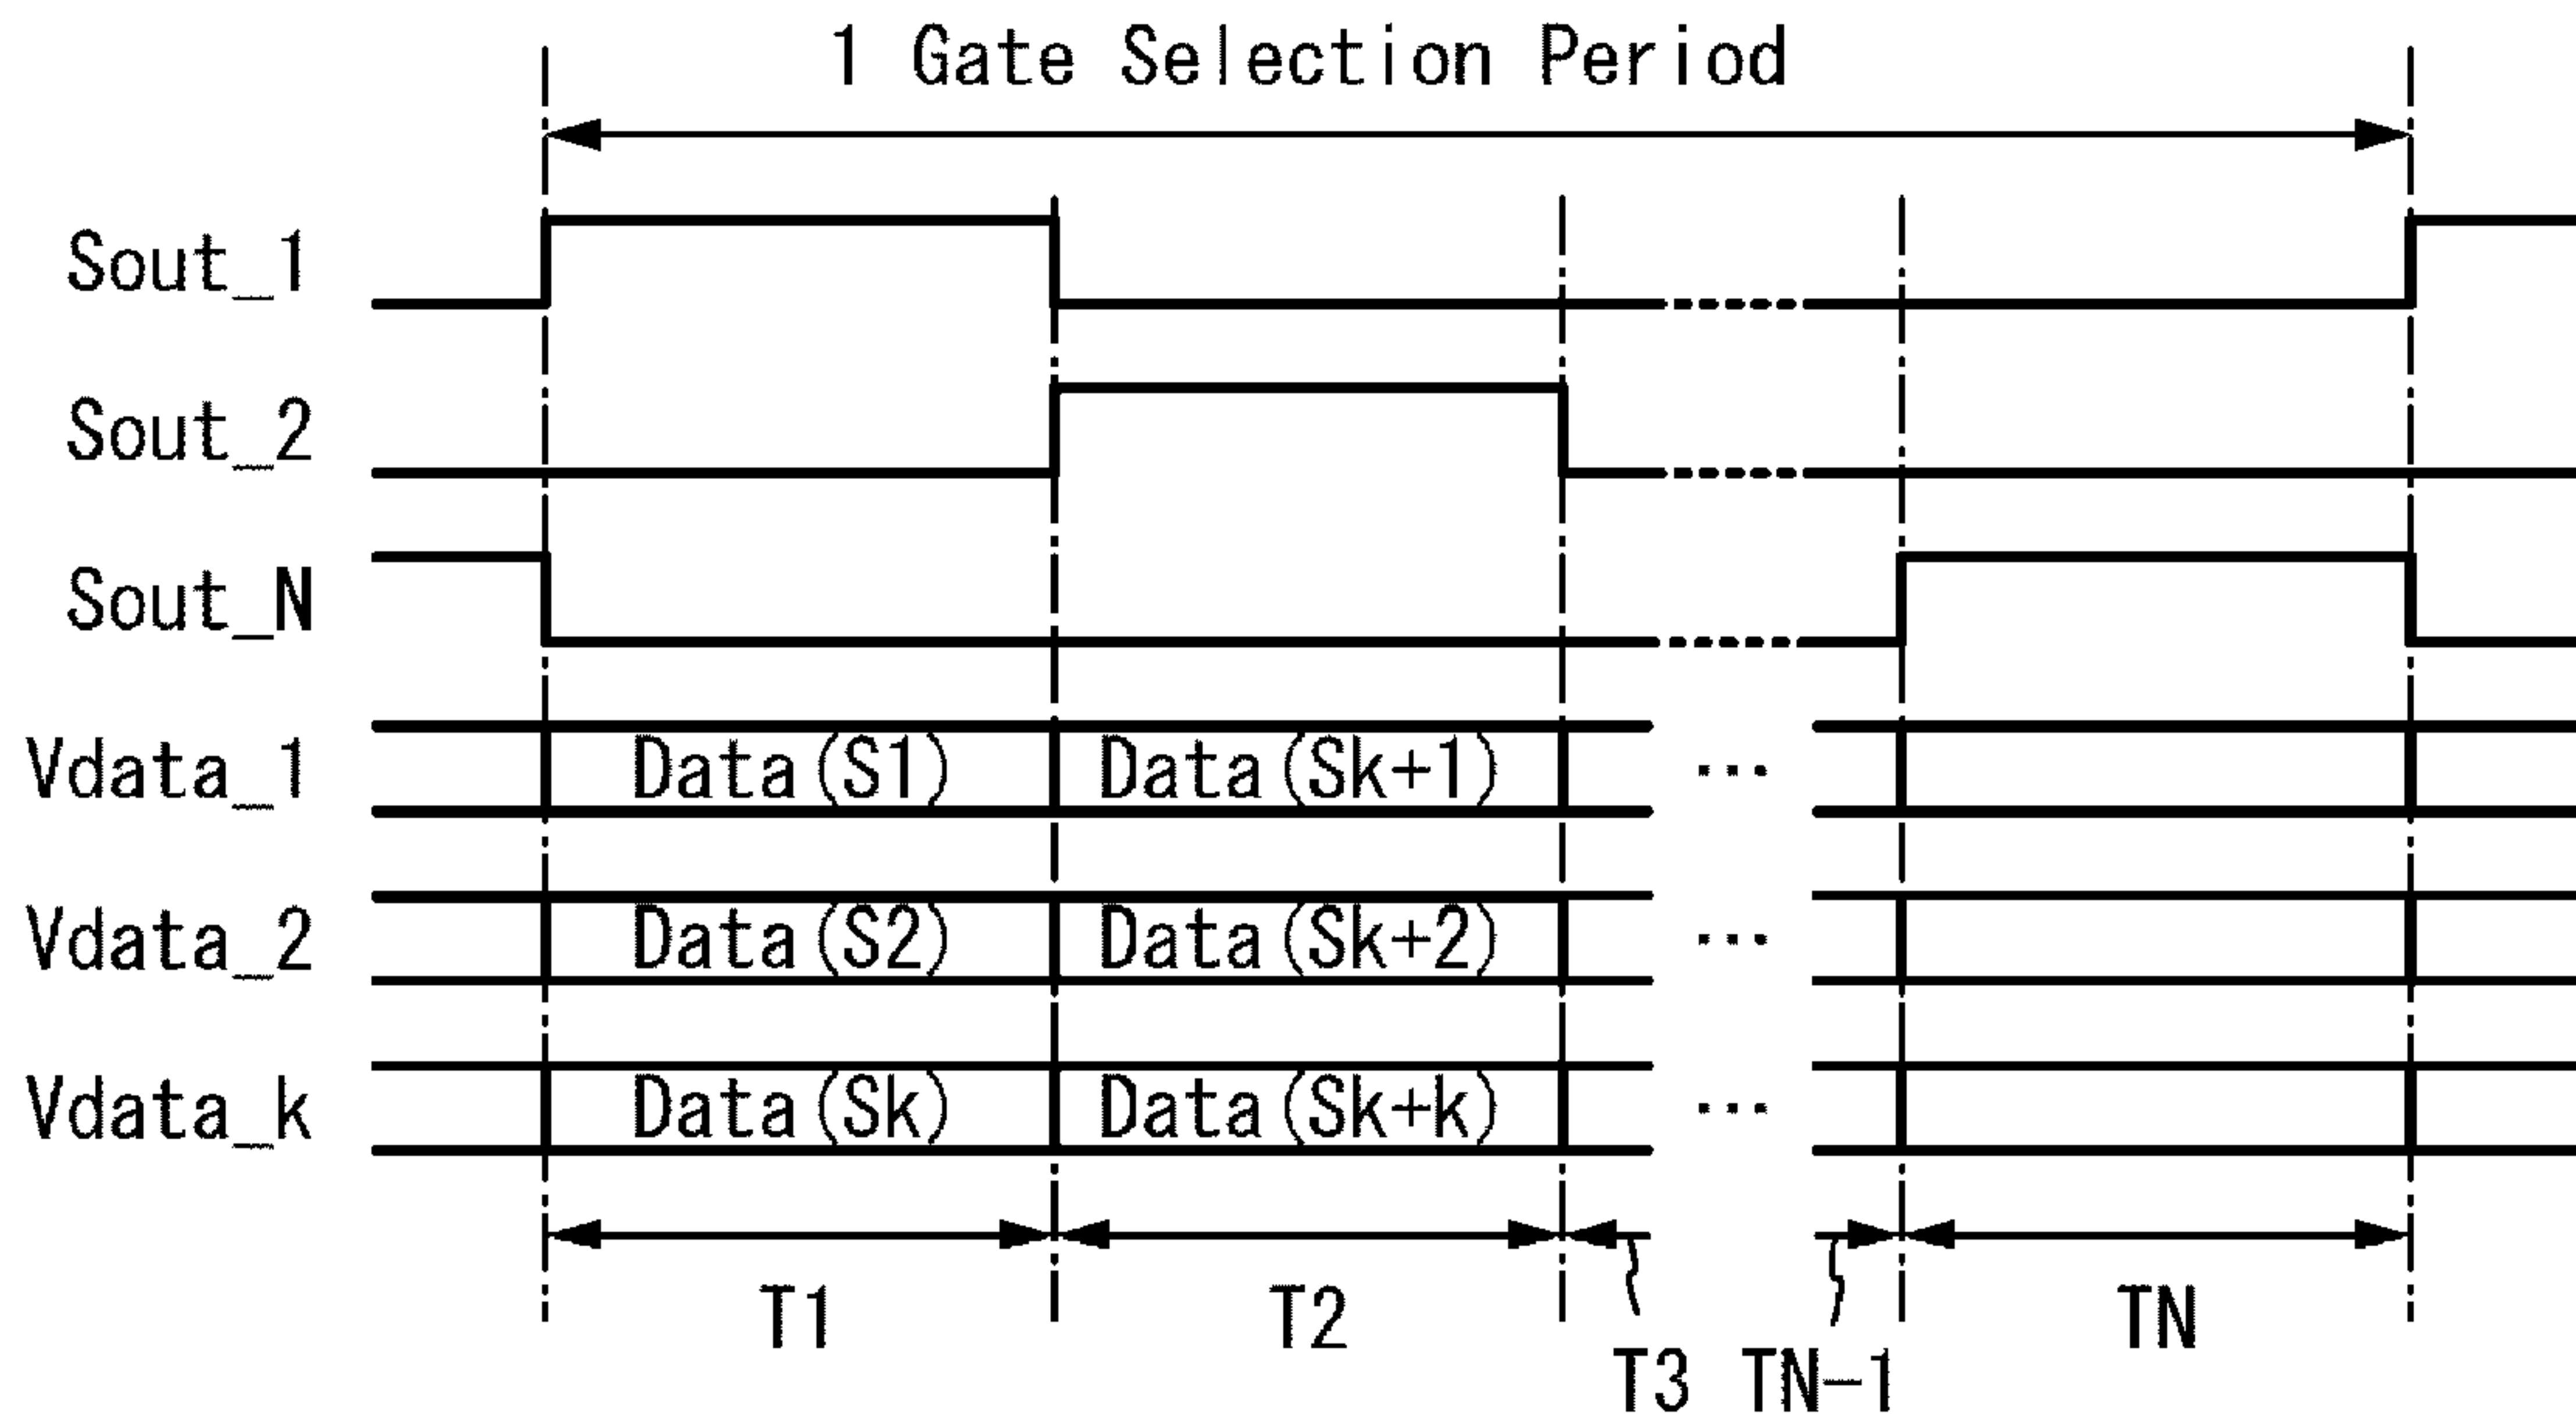 1 Gate Selection Period
Sout_1
Sout_2
Sout_N
Vdata_1 Data(S1) Data(Sk+1) ...
Vdata_2 Data(S2) Data(Sk+2) ...
Vdata_k Data(Sk) Data(Sk+k) ...
T1 T2 TN
T3 TN-1